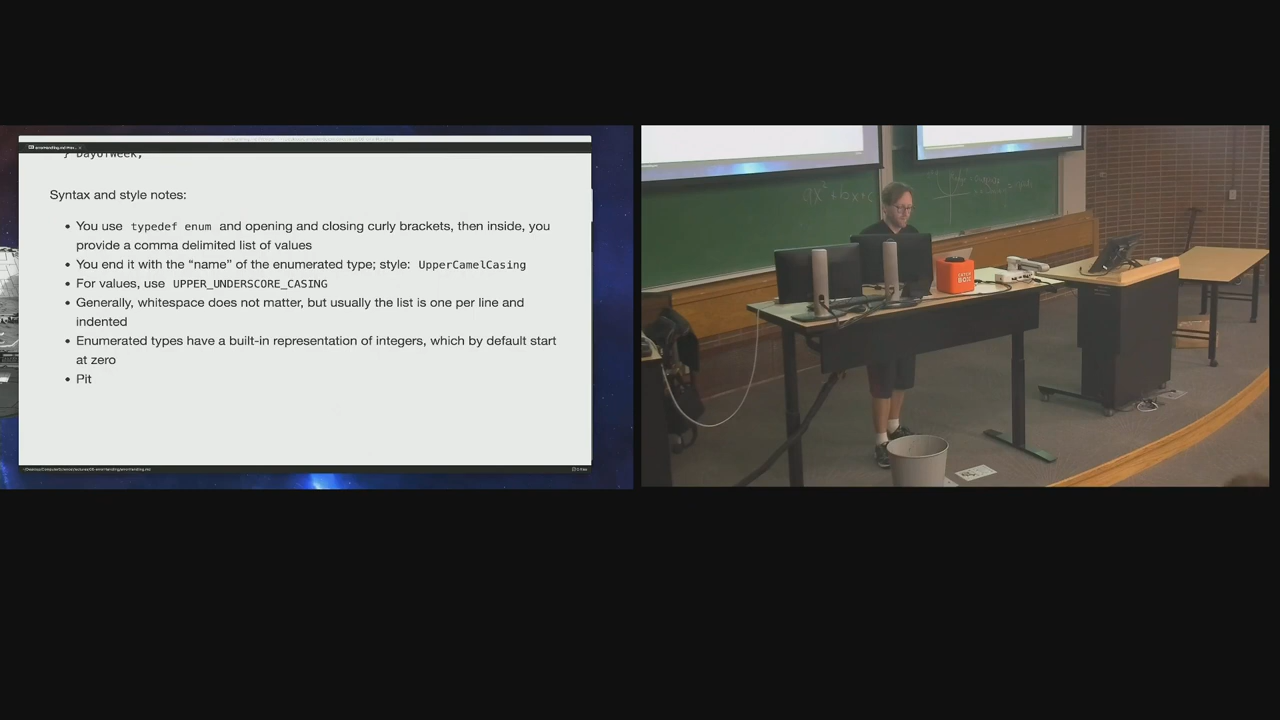 } DayOfWeek;
Syntax and style notes:
• You use typedef enum and opening and closing curly brackets, then inside, you
provide a comma delimited list of values
• You end it with the “name” of the enumerated type; style: UpperCamelCasing
• For values, use UPPER_UNDERSCORE_CASING
• Generally, whitespace does not matter, but usually the list is one per line and
indented
• Enumerated types have a built-in representation of integers, which by default start
at zero
• Pit
ax² + bx + c